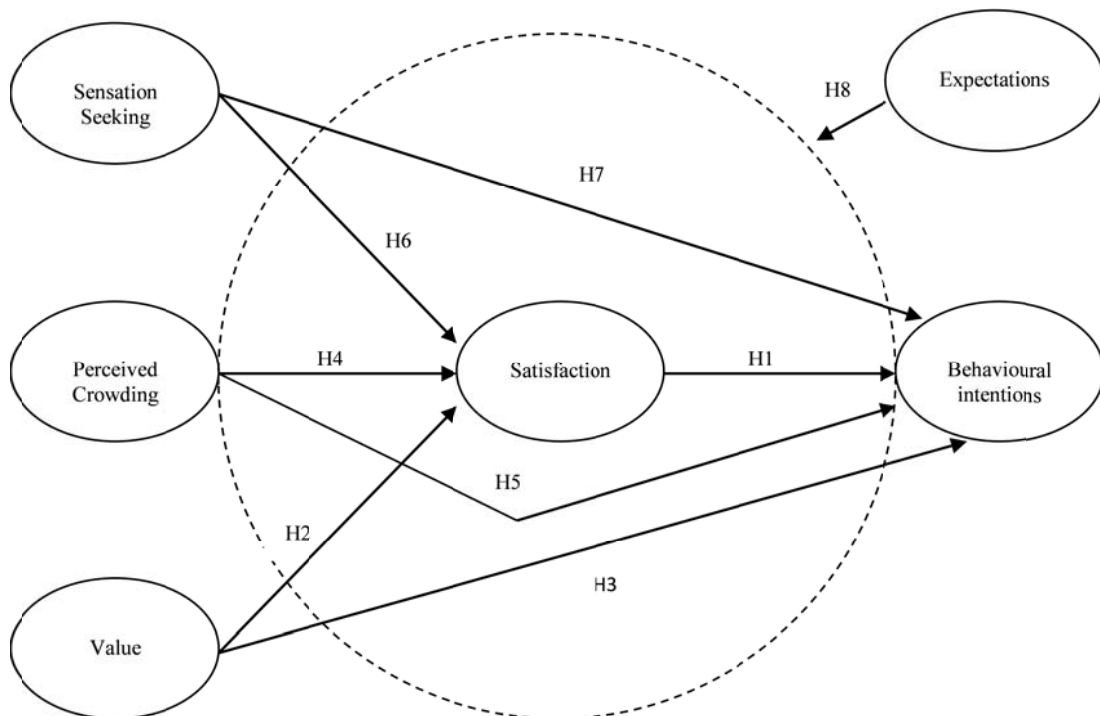 Sensation
Seeking
Expectations
H8
H7
H6
Perceived
Crowding
H4
Satisfaction
H1
Behavioural
intentions
H5
H2
H3
Value